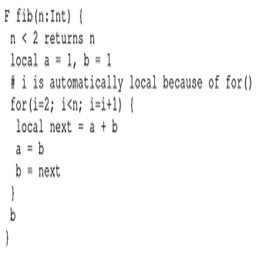 F fib(n:Int) {
n < 2 returns n
local a = 1, b = 1
# i is automatically local because of for()
for(i=2; i<n; i=i+1) {
local next = a + b
a = b
b = next
}
b
}